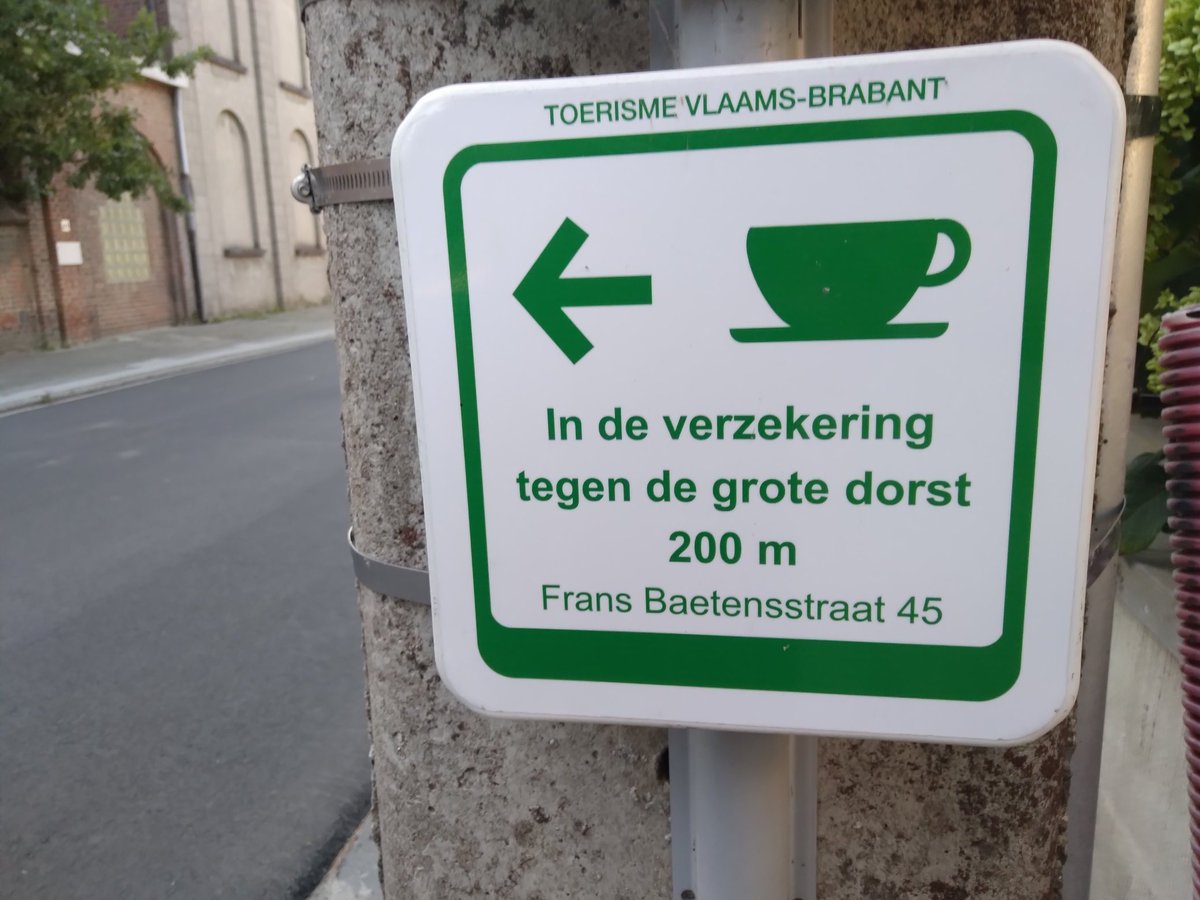 TOERISME VLAAMS-BRABANT
In de verzekering
tegen de grote dorst
200 m
Frans Baetensstraat 45